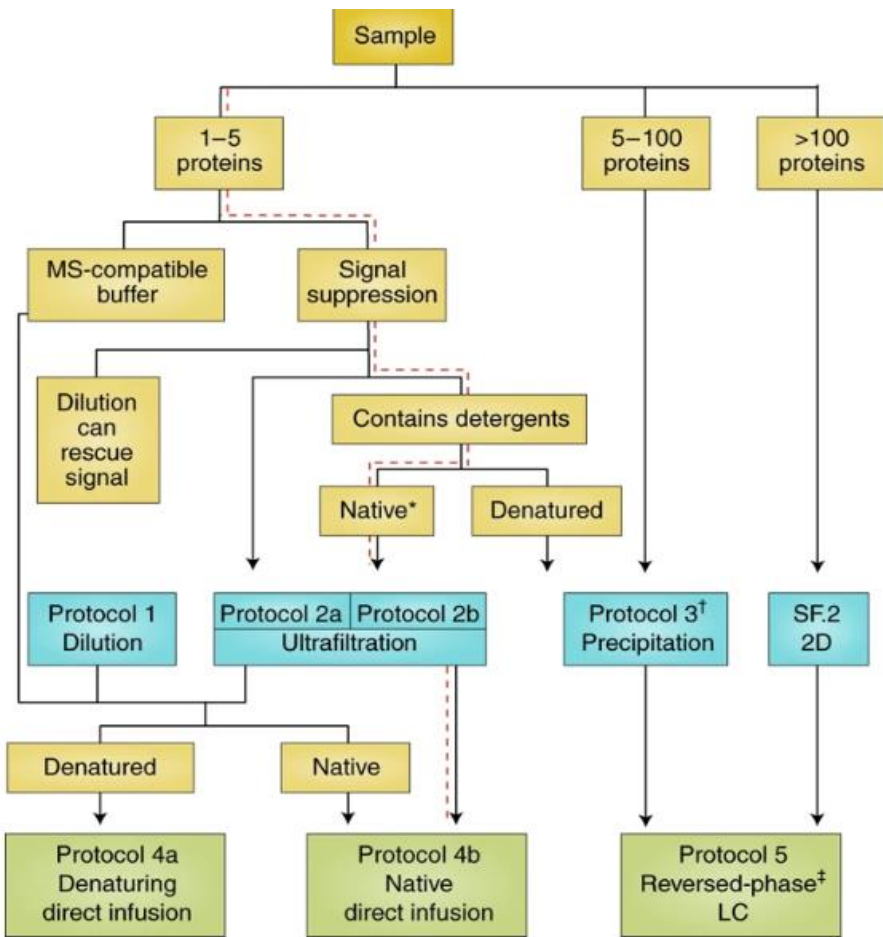 Sample
1–5
proteins
5–100
proteins
>100
proteins
MS-compatible
buffer
Signal
suppression
Dilution
can
rescue
signal
Contains detergents
Native*
Denatured
Protocol 1
Dilution
Protocol 2a
Protocol 2b
Ultrafiltration
Protocol 3†
Precipitation
SF.2
2D
Denatured
Native
Protocol 4a
Denaturing
direct infusion
Protocol 4b
Native
direct infusion
Protocol 5
Reversed-phase‡
LC